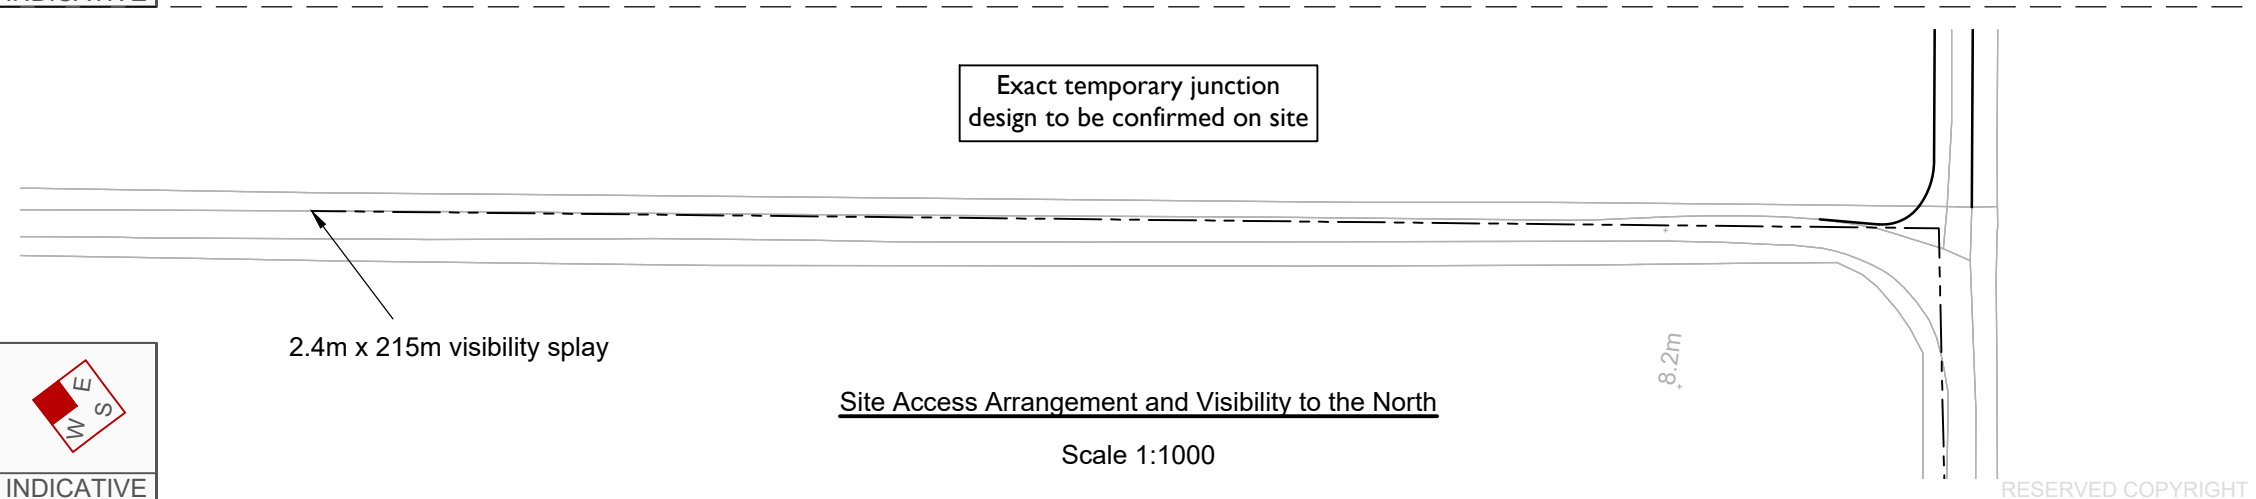 INDICATIVE
Exact temporary junction
design to be confirmed on site
2.4m x 215m visibility splay
8.2m
Site Access Arrangement and Visibility to the North
Scale 1:1000
E
S
W
INDICATIVE
RESERVED COPYRIGHT